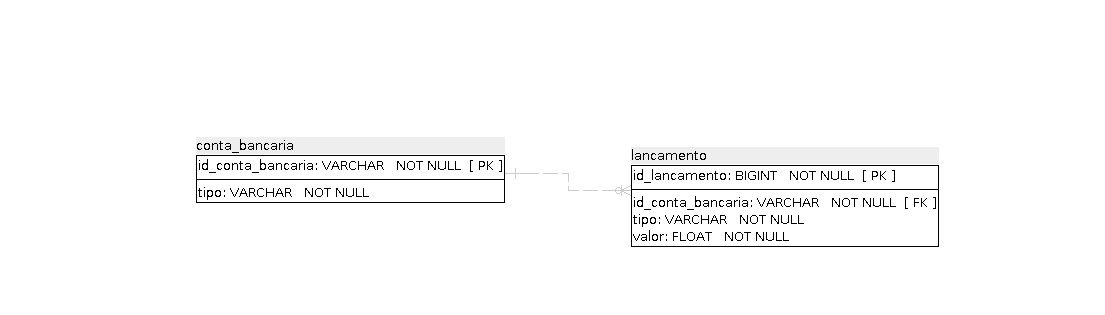 conta_bancaria
id_conta_bancaria: VARCHAR NOT NULL [ PK ]
tipo: VARCHAR NOT NULL
lancamento
id_lancamento: BIGINT NOT NULL [ PK ]
id_conta_bancaria: VARCHAR NOT NULL [ FK ]
tipo: VARCHAR NOT NULL
valor: FLOAT NOT NULL